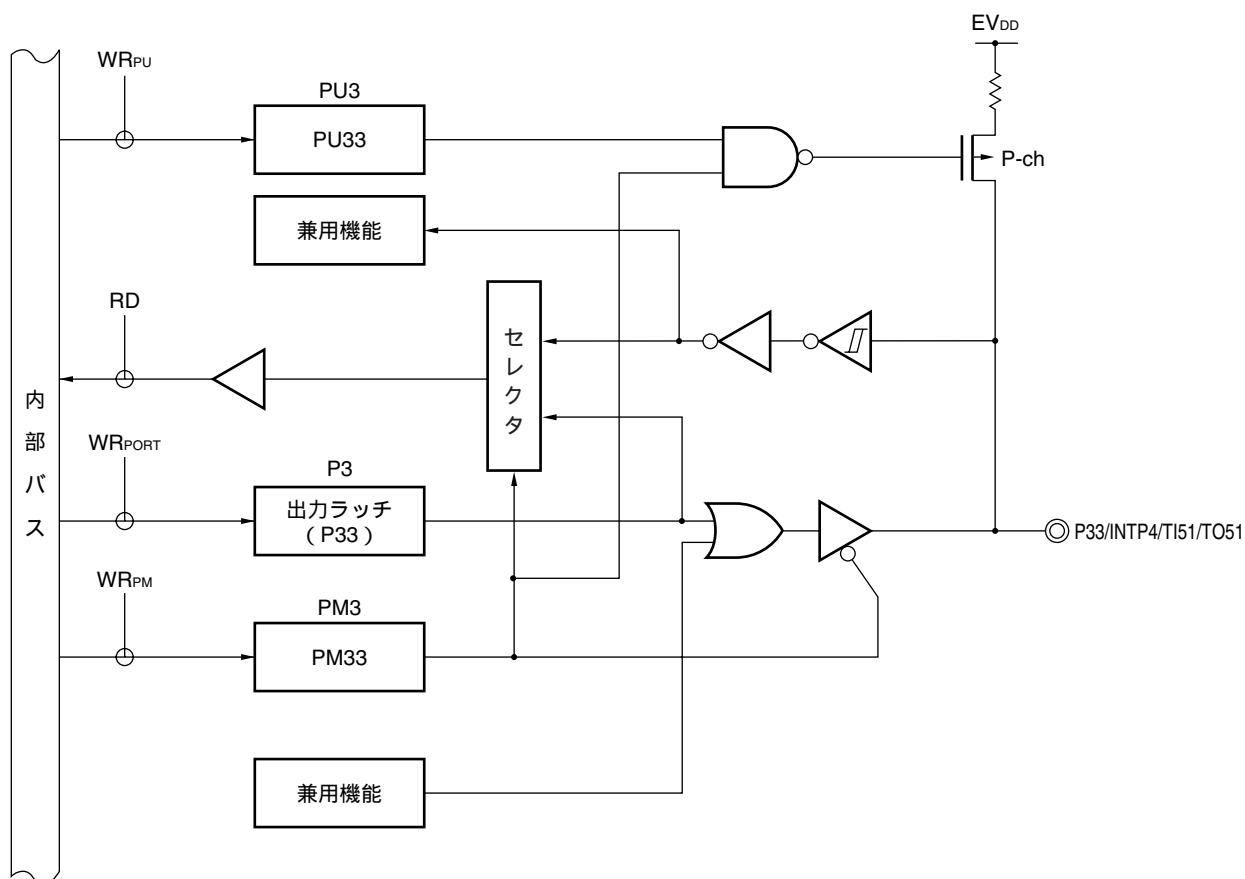 EVDD
WRPU
PU3
PU33
P-ch
兼用機能
RD
セレクタ
内部バス
WRPORT
P3
出力ラッチ
（P33）
P33/INTP4/TI51/TO51
WRPM
PM3
PM33
兼用機能